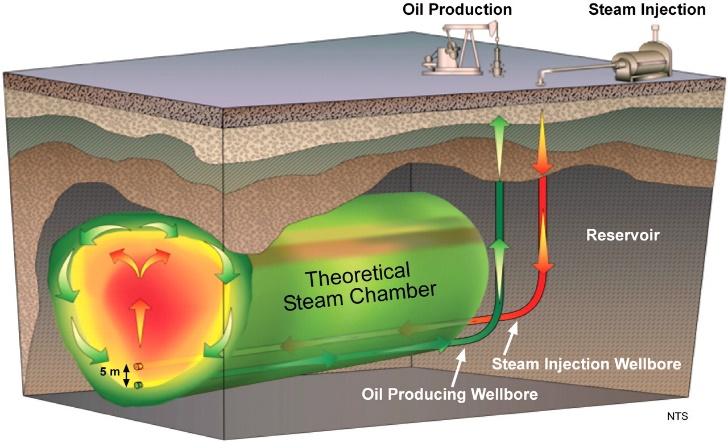 Oil Production
Steam Injection
Reservoir
Theoretical
Steam Chamber
5 m
Steam Injection Wellbore
Oil Producing Wellbore
NTS